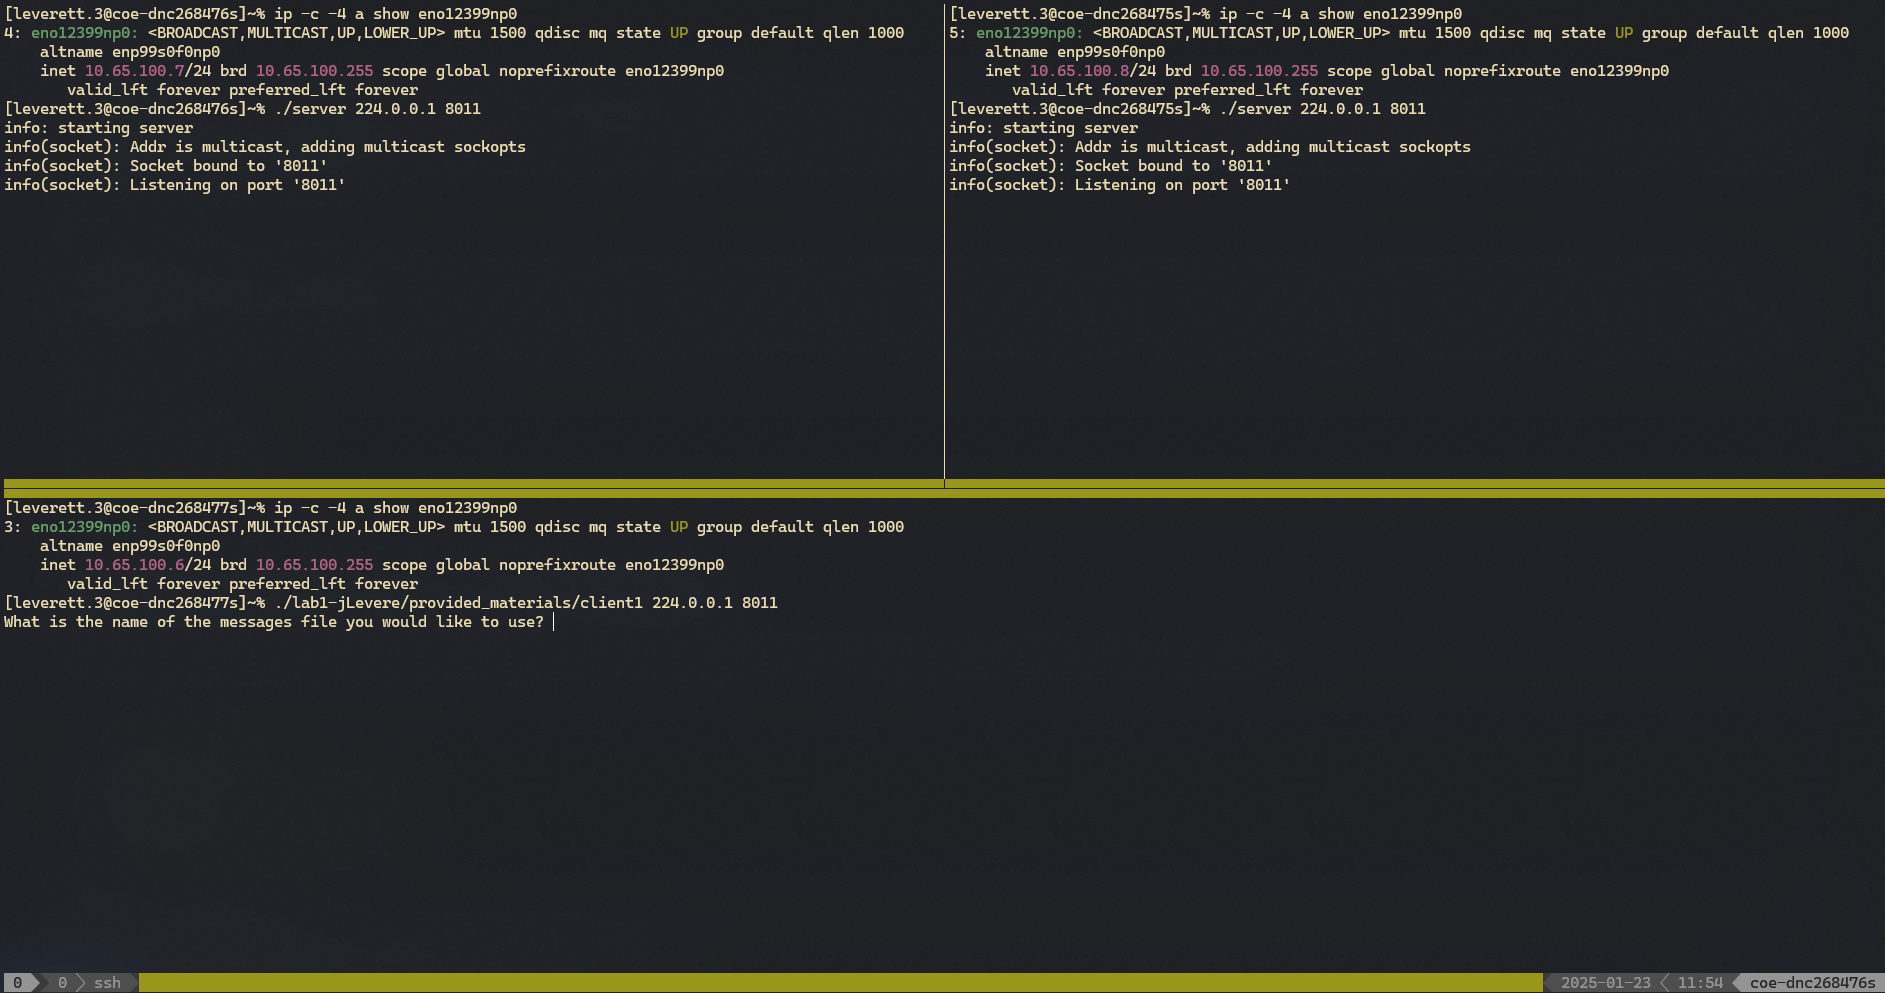 [leverett.3@coe-dnc268476s]~% ip -c -4 a show eno12399np0
4: eno12399np0: <BROADCAST,MULTICAST,UP,LOWER_UP> mtu 1500 qdisc mq state UP group default qlen 1000
    altname enp99s0f0np0
    inet 10.65.100.7/24 brd 10.65.100.255 scope global noprefixroute eno12399np0
       valid_lft forever preferred_lft forever
[leverett.3@coe-dnc268476s]~% ./server 224.0.0.1 8011
info: starting server
info(socket): Addr is multicast, adding multicast sockopts
info(socket): Socket bound to '8011'
info(socket): Listening on port '8011'
[leverett.3@coe-dnc268475s]~% ip -c -4 a show eno12399np0
5: eno12399np0: <BROADCAST,MULTICAST,UP,LOWER_UP> mtu 1500 qdisc mq state UP group default qlen 1000
    altname enp99s0f0np0
    inet 10.65.100.8/24 brd 10.65.100.255 scope global noprefixroute eno12399np0
       valid_lft forever preferred_lft forever
[leverett.3@coe-dnc268475s]~% ./server 224.0.0.1 8011
info: starting server
info(socket): Addr is multicast, adding multicast sockopts
info(socket): Socket bound to '8011'
info(socket): Listening on port '8011'
[leverett.3@coe-dnc268477s]~% ip -c -4 a show eno12399np0
3: eno12399np0: <BROADCAST,MULTICAST,UP,LOWER_UP> mtu 1500 qdisc mq state UP group default qlen 1000
    altname enp99s0f0np0
    inet 10.65.100.6/24 brd 10.65.100.255 scope global noprefixroute eno12399np0
       valid_lft forever preferred_lft forever
[leverett.3@coe-dnc268477s]~% ./lab1-jLevere/provided_materials/client1 224.0.0.1 8011
What is the name of the messages file you would like to use?
0 0 ssh 2025-01-23 11:54 coe-dnc268476s